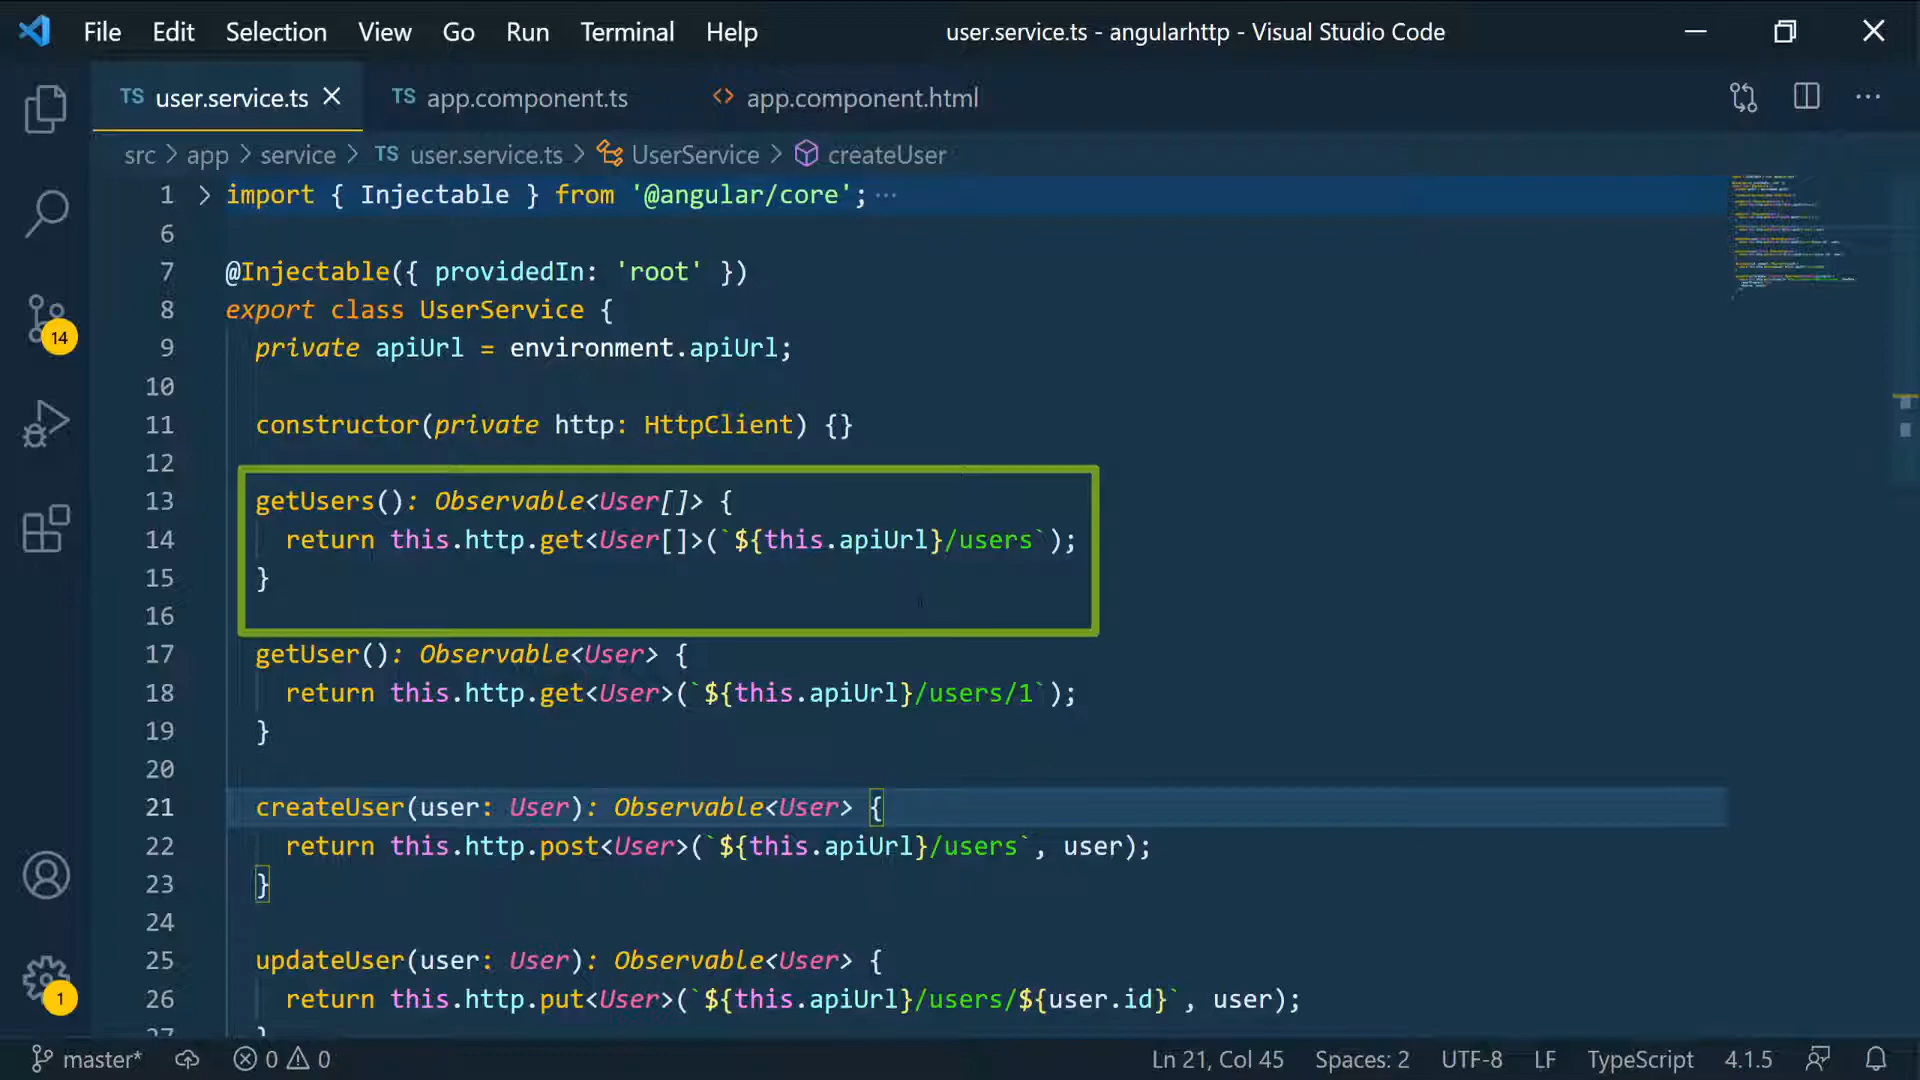 File Edit Selection View Go Run Terminal Help user.service.ts - angularhttp - Visual Studio Code
TS user.service.ts TS app.component.ts <> app.component.html
src > app > service > TS user.service.ts > UserService > createUser
1 import { Injectable } from '@angular/core'; ···
6
7 @Injectable({ providedIn: 'root' })
8 export class UserService {
9 private apiUrl = environment.apiUrl;
10
11 constructor(private http: HttpClient) {}
12
13 getUsers(): Observable<User[]> {
14 return this.http.get<User[]>(`${this.apiUrl}/users`);
15 }
16
17 getUser(): Observable<User> {
18 return this.http.get<User>(`${this.apiUrl}/users/1`);
19 }
20
21 createUser(user: User): Observable<User> {
22 return this.http.post<User>(`${this.apiUrl}/users`, user);
23 }
24
25 updateUser(user: User): Observable<User> {
26 return this.http.put<User>(`${this.apiUrl}/users/${user.id}`, user);
27 }
14
1
master* 0 0 Ln 21, Col 45 Spaces: 2 UTF-8 LF TypeScript 4.1.5